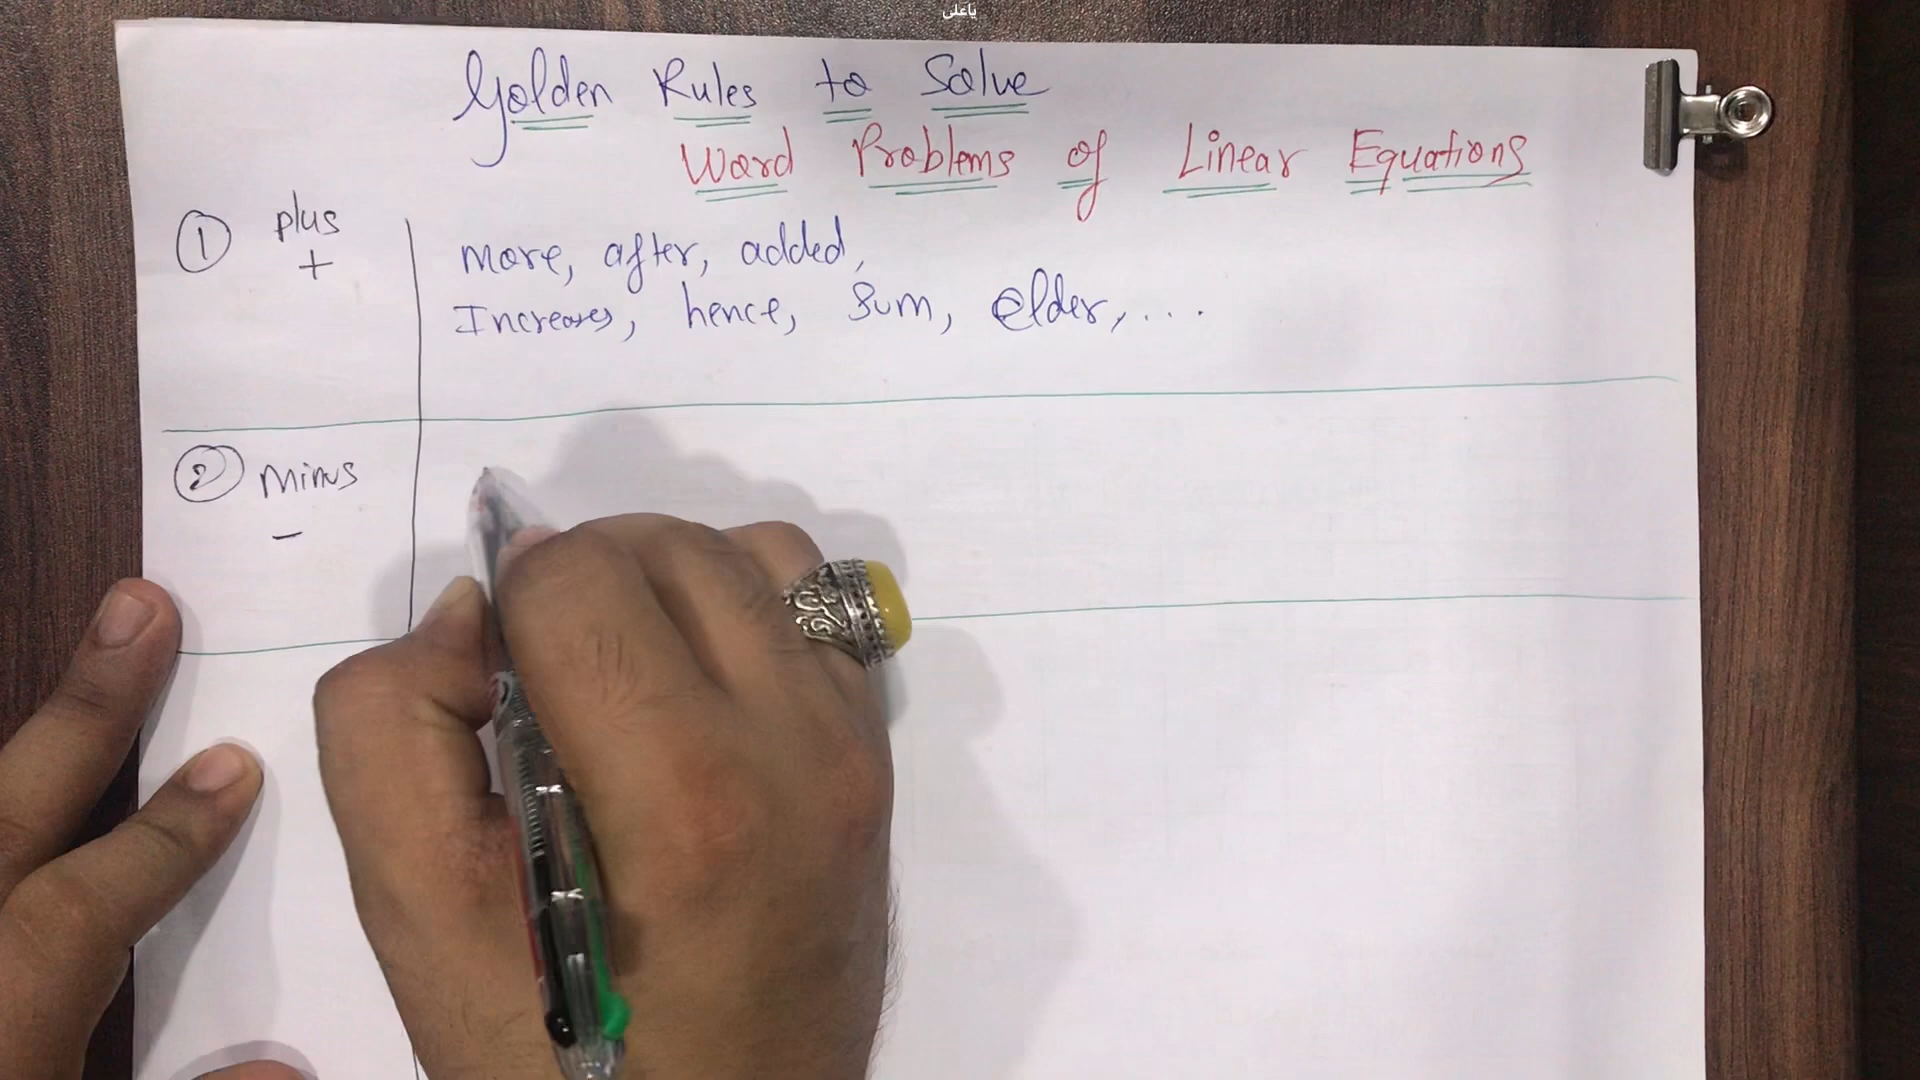 یاعلی
Golden Rules to Solve
Word Problems of Linear Equations
① plus
+
more, after, added,
Increases, hence, Sum, elder, ....
② minus
-